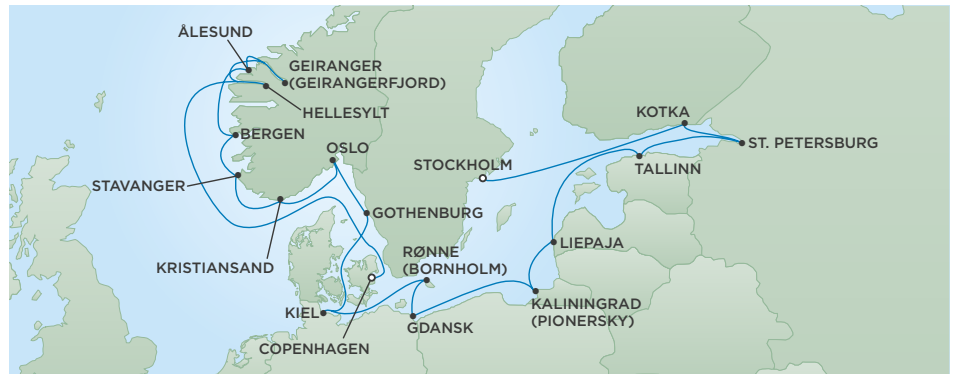 ÅLESUND
GEIRANGER
(GEIRANGERFJORD)
HELLESYLT
KOTKA
BERGEN
OSLO
ST. PETERSBURG
STOCKHOLM
TALLINN
STAVANGER
GOTHENBURG
LIEPAJA
RØNNE
(BORNHOLM)
KRISTIANSAND
KALININGRAD
(PIONERSKY)
KIEL
GDANSK
COPENHAGEN